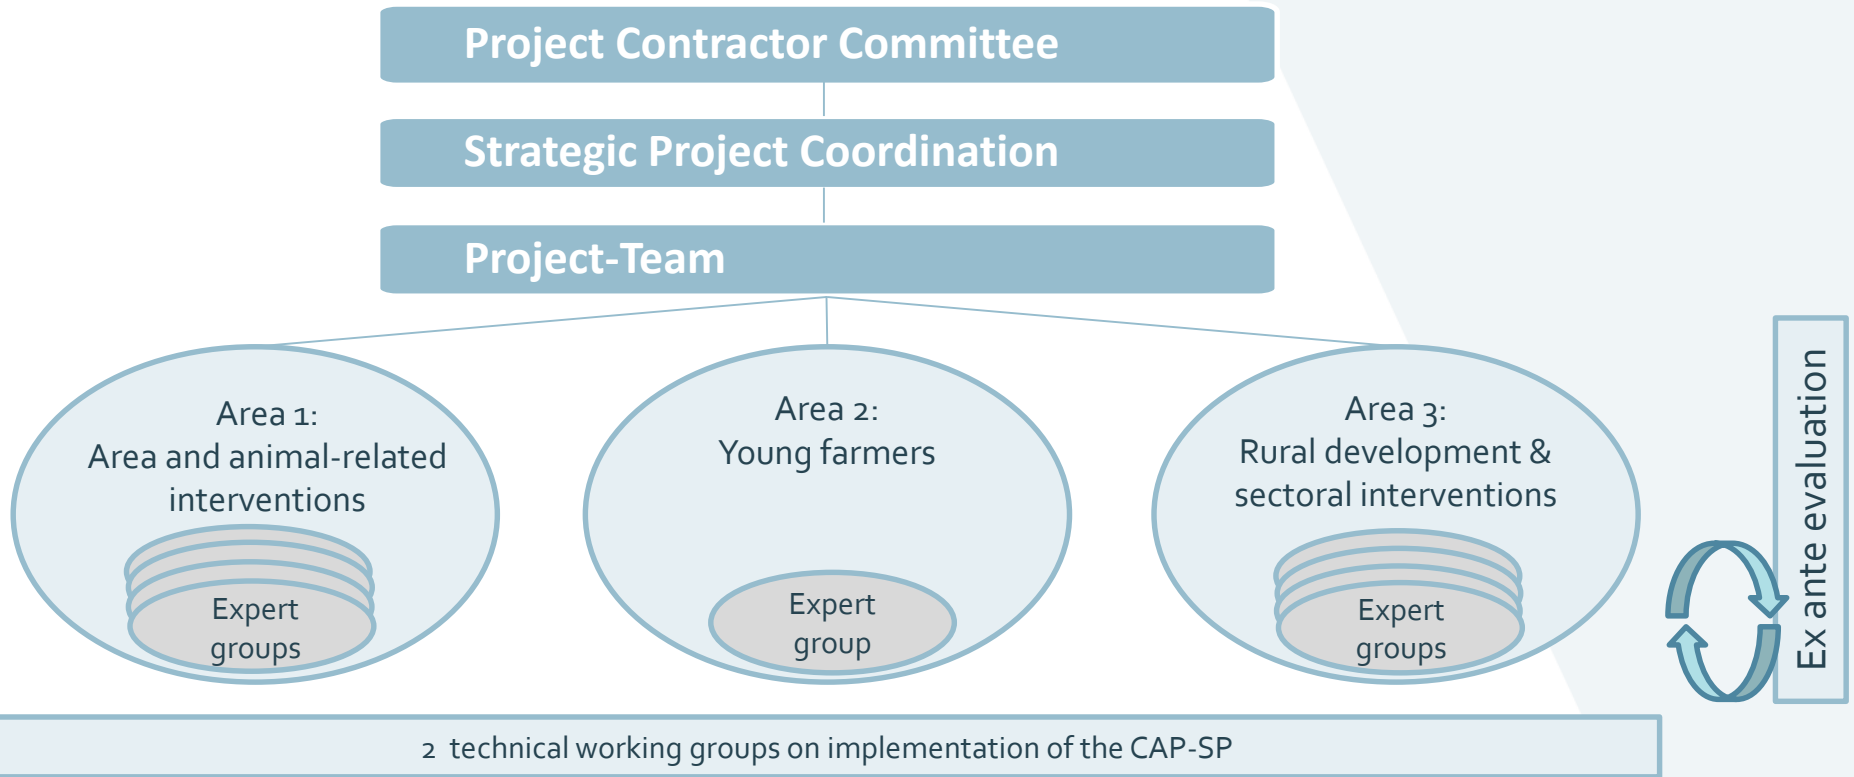 Project Contractor Committee
Strategic Project Coordination
Project-Team
Area 1:
Area and animal-related
interventions
Expert
groups
Area 2:
Young farmers
Expert
group
Area 3:
Rural development &
sectoral interventions
Expert
groups
Ex ante evaluation
2 technical working groups on implementation of the CAP-SP